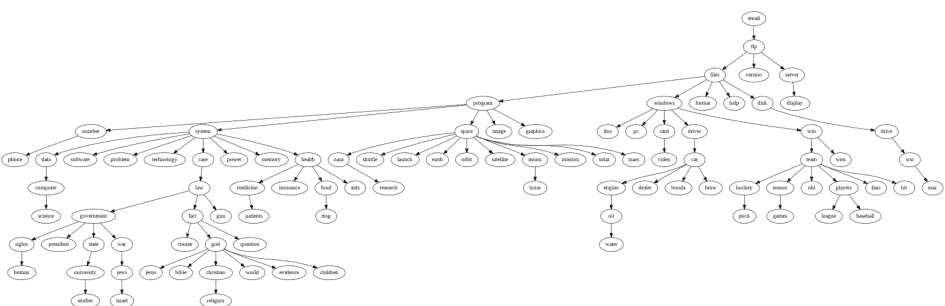 email
ftp
files version server
program windows format help disk display
number system space image graphics dos pc card driver win drive
phone data software problem technology case power memory health nasa shuttle launch earth orbit satellite moon mission solar mars video car team won scsi
computer law medicine insurance food aids research lunar engine dealer honda bmw hockey season nhl players fans hit mac
science government fact gun patients msg oil puck games league baseball
rights president state war course god question water
human university jews jesus bible christian world evidence children
studies israel religion